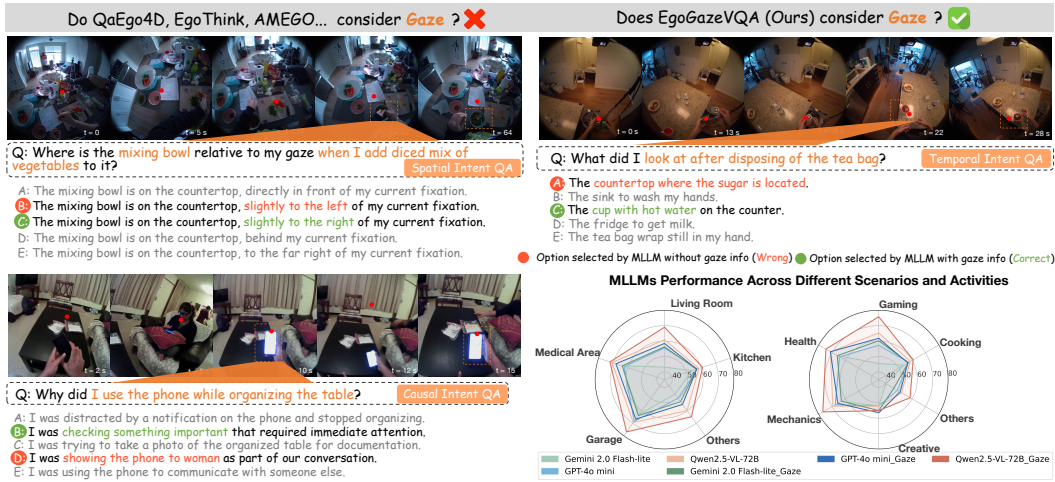 Do QaEgo4D, EgoThink, AMEGO... consider Gaze ?
Does EgoGazeVQA (Ours) consider Gaze ?
t = 0
t = 5 s
t = 64
t = 0 s
t = 13 s
t = 22
t = 28 s
Q: Where is the mixing bowl relative to my gaze when I add diced mix of
vegetables to it?
Spatial Intent QA
A: The mixing bowl is on the countertop, directly in front of my current fixation.
B: The mixing bowl is on the countertop, slightly to the left of my current fixation.
C: The mixing bowl is on the countertop, slightly to the right of my current fixation.
D: The mixing bowl is on the countertop, behind my current fixation.
E: The mixing bowl is on the countertop, to the far right of my current fixation.
Q: What did I look at after disposing of the tea bag?
Temporal Intent QA
A: The countertop where the sugar is located.
B: The sink to wash my hands.
C: The cup with hot water on the counter.
D: The fridge to get milk.
E: The tea bag wrap still in my hand.
Option selected by MLLM without gaze info (Wrong)
Option selected by MLLM with gaze info (Correct)
t = 2 s
t = 15
Q: Why did I use the phone while organizing the table?
Causal Intent QA
A: I was distracted by a notification on the phone and stopped organizing.
B: I was checking something important that required immediate attention.
C: I was trying to take a photo of the organized table for documentation.
D: I was showing the phone to woman as part of our conversation.
E: I was using the phone to communicate with someone else.
MLLMs Performance Across Different Scenarios and Activities
Living Room
Medical Area
Kitchen
Garage
Others
40 50 60 70 80
Gaming
Health
Cooking
Mechanics
Others
Creative
40 50 60 70 80
Gemini 2.0 Flash-lite
Qwen2.5-VL-72B
GPT-4o mini_Gaze
Qwen2.5-VL-72B_Gaze
GPT-4o mini
Gemini 2.0 Flash-lite_Gaze